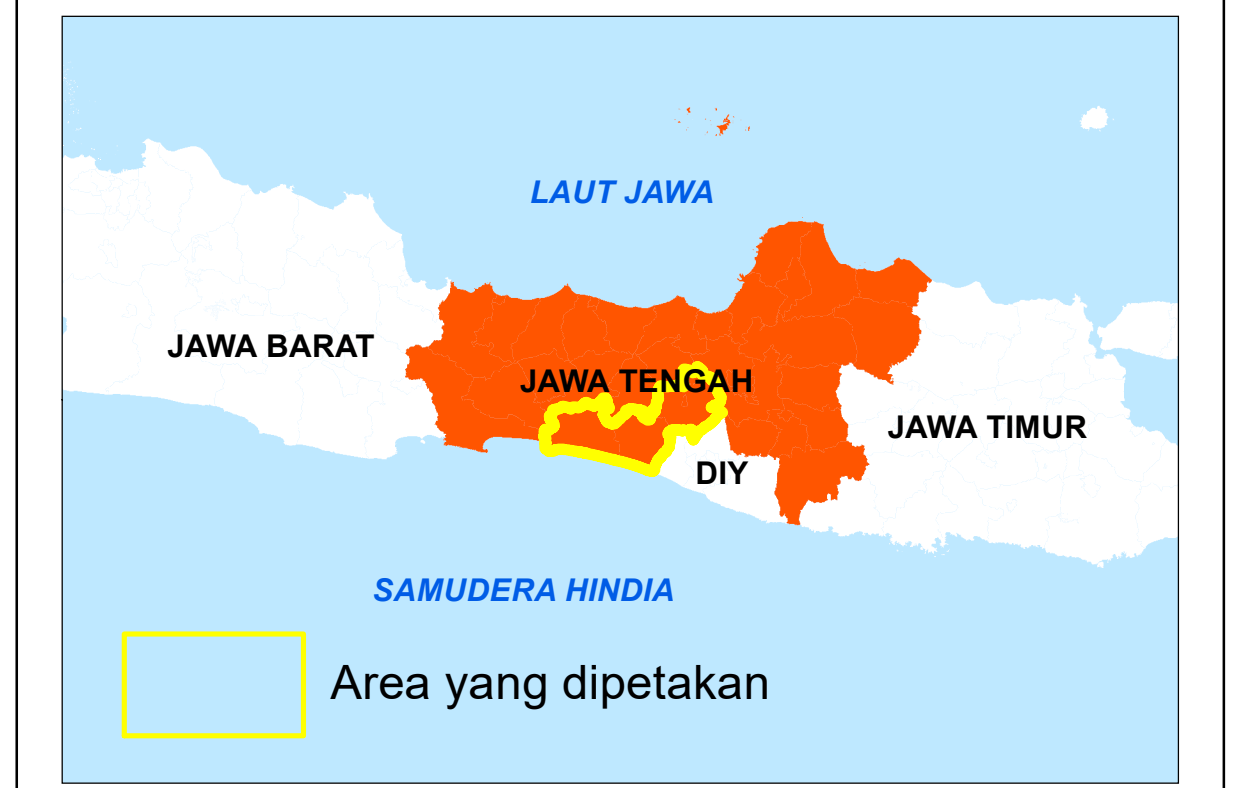 LAUT JAWA
JAWA BARAT
JAWA TENGAH
JAWA TIMUR
DIY
SAMUDERA HINDIA
Area yang dipetakan